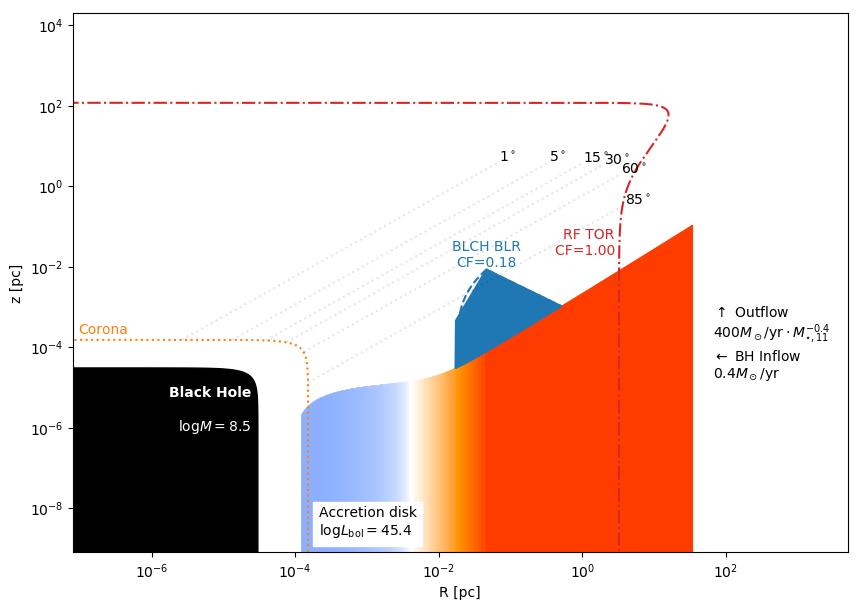 10^4
10^2
10^0
10^-2
10^-4
10^-6
10^-8
z [pc]
1°
5°
15°
30°
60°
85°
BLCH BLR
CF=0.18
RF TOR
CF=1.00
Corona
Black Hole
logM = 8.5
↑ Outflow
400M_⊙/yr · M_{⋆,11}^{-0.4}
← BH Inflow
0.4M_⊙/yr
Accretion disk
logL_bol = 45.4
10^-6
10^-4
10^-2
10^0
10^2
R [pc]